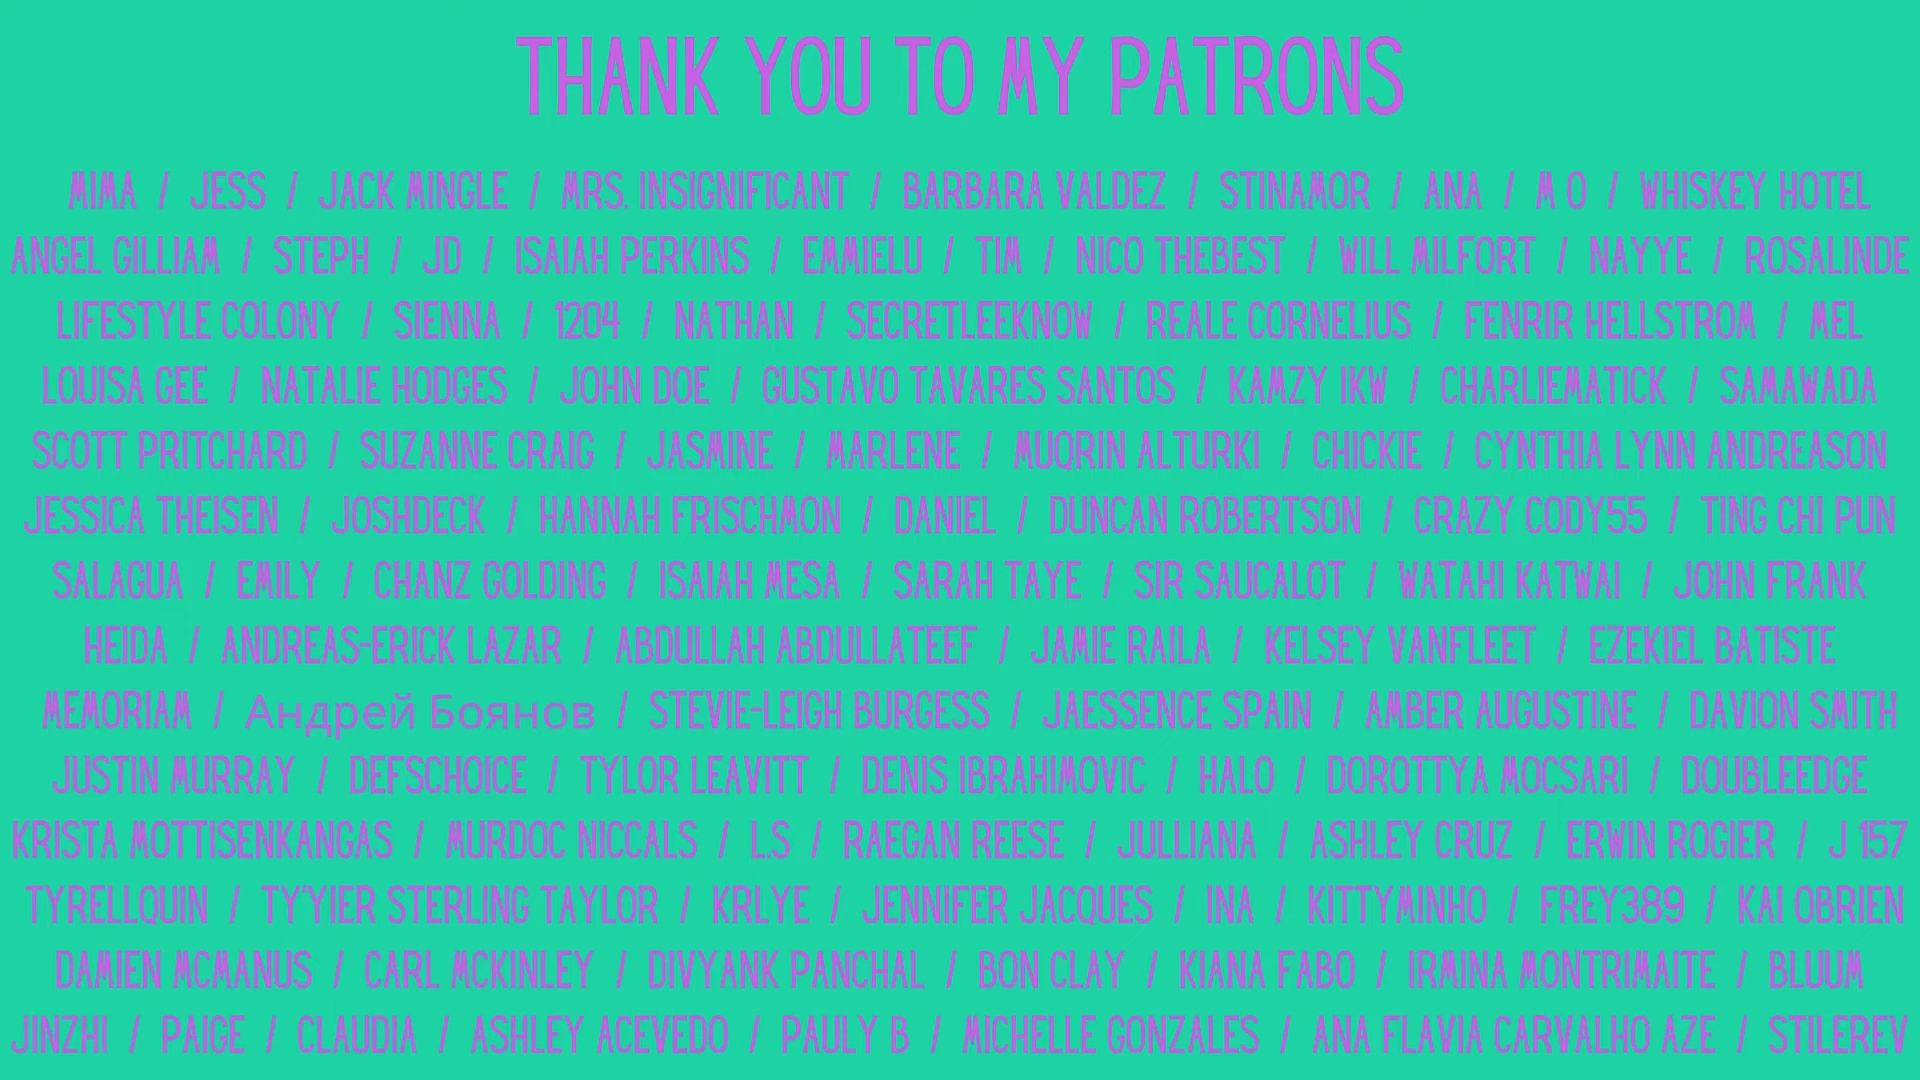 THANK YOU TO MY PATRONS
MIMA / JESS / JACK MINGLE / MRS. INSIGNIFICANT / BARBARA VALDEZ / STINAMOR / ANA / M O / WHISKEY HOTEL
ANGEL GILLIAM / STEPH / JD / ISAIAH PERKINS / EMMIELU / TIM / NICO THEBEST / WILL MILFORT / NAYYE / ROSALINDE
LIFESTYLE COLONY / SIENNA / 1204 / NATHAN / SECRETLEEKNOW / REALE CORNELIUS / FENRIR HELLSTROM / MEL
LOUISA GEE / NATALIE HODGES / JOHN DOE / GUSTAVO TAVARES SANTOS / KAMZY IKW / CHARLIEMATICK / SAMAWADA
SCOTT PRITCHARD / SUZANNE CRAIG / JASMINE / MARLENE / MUQRIN ALTURKI / CHICKIE / CYNTHIA LYNN ANDREASON
JESSICA THEISEN / JOSHDECK / HANNAH FRISCHMON / DANIEL / DUNCAN ROBERTSON / CRAZY CODY55 / TING CHI PUN
SALAGUA / EMILY / CHANZ GOLDING / ISAIAH MESA / SARAH TAYE / SIR SAUCALOT / WATAHI KATWAI / JOHN FRANK
HEIDA / ANDREAS-ERICK LAZAR / ABDULLAH ABDULLATEEF / JAMIE RAILA / KELSEY VANFLEET / EZEKIEL BATISTE
MEMORIAM / Андрей Боянов / STEVIE-LEIGH BURGESS / JAESSENCE SPAIN / AMBER AUGUSTINE / DAVION SMITH
JUSTIN MURRAY / DEFSCHOICE / TYLOR LEAVITT / DENIS IBRAHIMOVIC / HALO / DOROTTYA MOCSARI / DOUBLEEDGE
KRISTA MOTTISENKANGAS / MURDOC NICCALS / L.S / RAEGAN REESE / JULLIANA / ASHLEY CRUZ / ERWIN ROGIER / J 157
TYRELLQUIN / TY'YIER STERLING TAYLOR / KRLYE / JENNIFER JACQUES / INA / KITTYMINHO / FREY389 / KAI OBRIEN
DAMIEN MCMANUS / CARL MCKINLEY / DIVYANK PANCHAL / BON CLAY / KIANA FABO / IRMINA MONTRIMAITE / BLUUM
JINZHI / PAIGE / CLAUDIA / ASHLEY ACEVEDO / PAULY B / MICHELLE GONZALES / ANA FLAVIA CARVALHO AZE / STILEREV